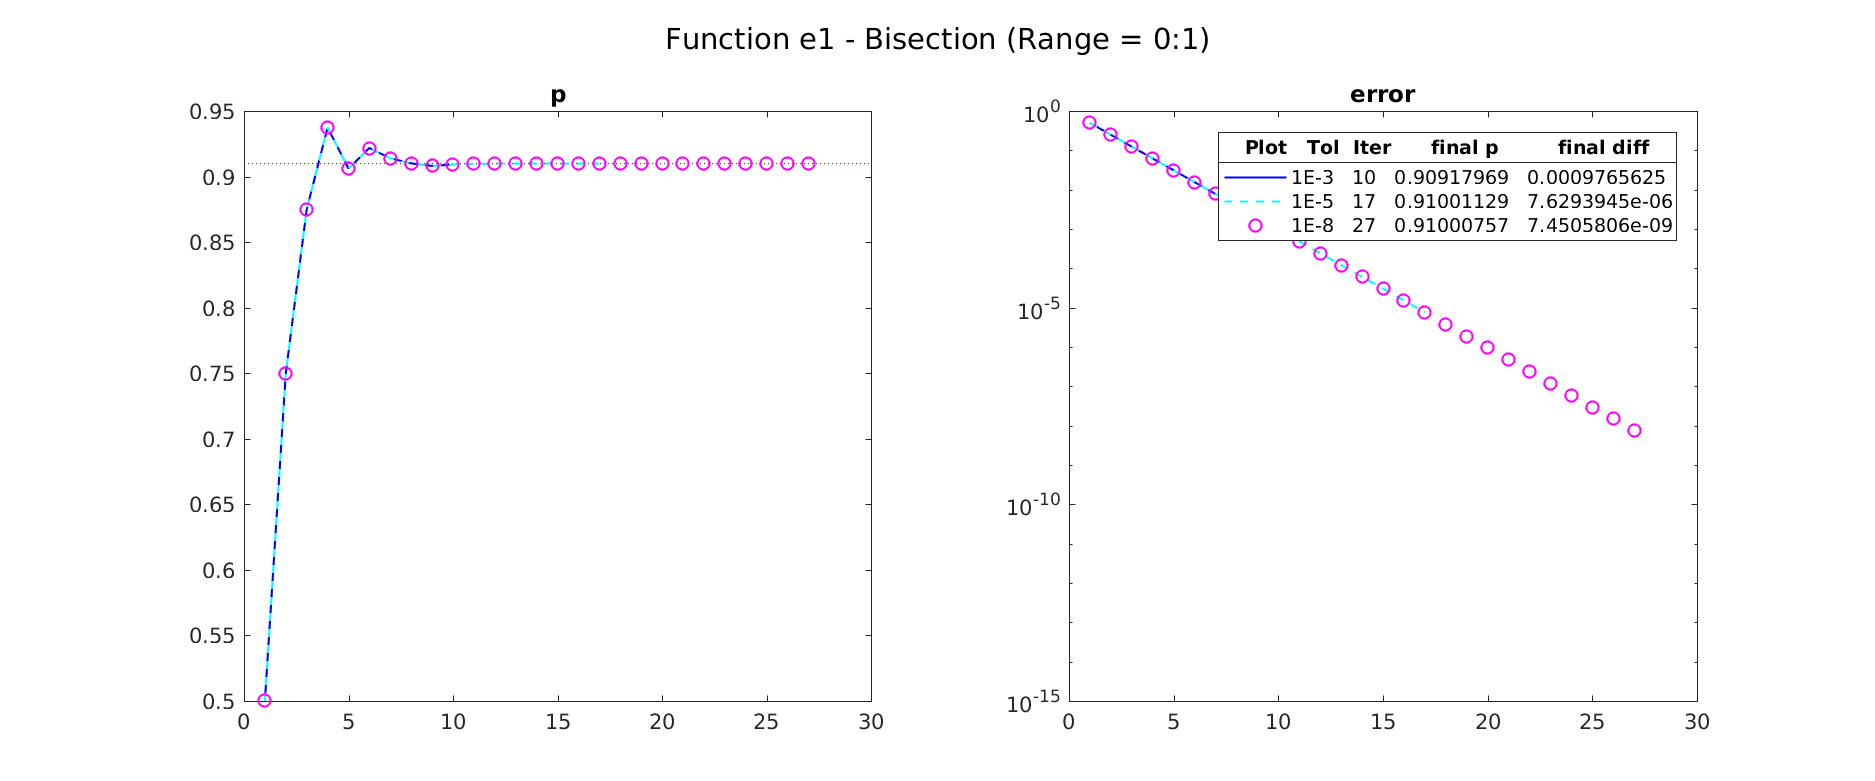 Function e1 - Bisection (Range = 0:1)
p
0.95
0.9
0.85
0.8
0.75
0.7
0.65
0.6
0.55
0.5
0 5 10 15 20 25 30
error
10^0
10^-5
10^-10
10^-15
0 5 10 15 20 25 30
Plot Tol Iter final p final diff
1E-3 10 0.90917969 0.0009765625
1E-5 17 0.91001129 7.6293945e-06
1E-8 27 0.91000757 7.4505806e-09